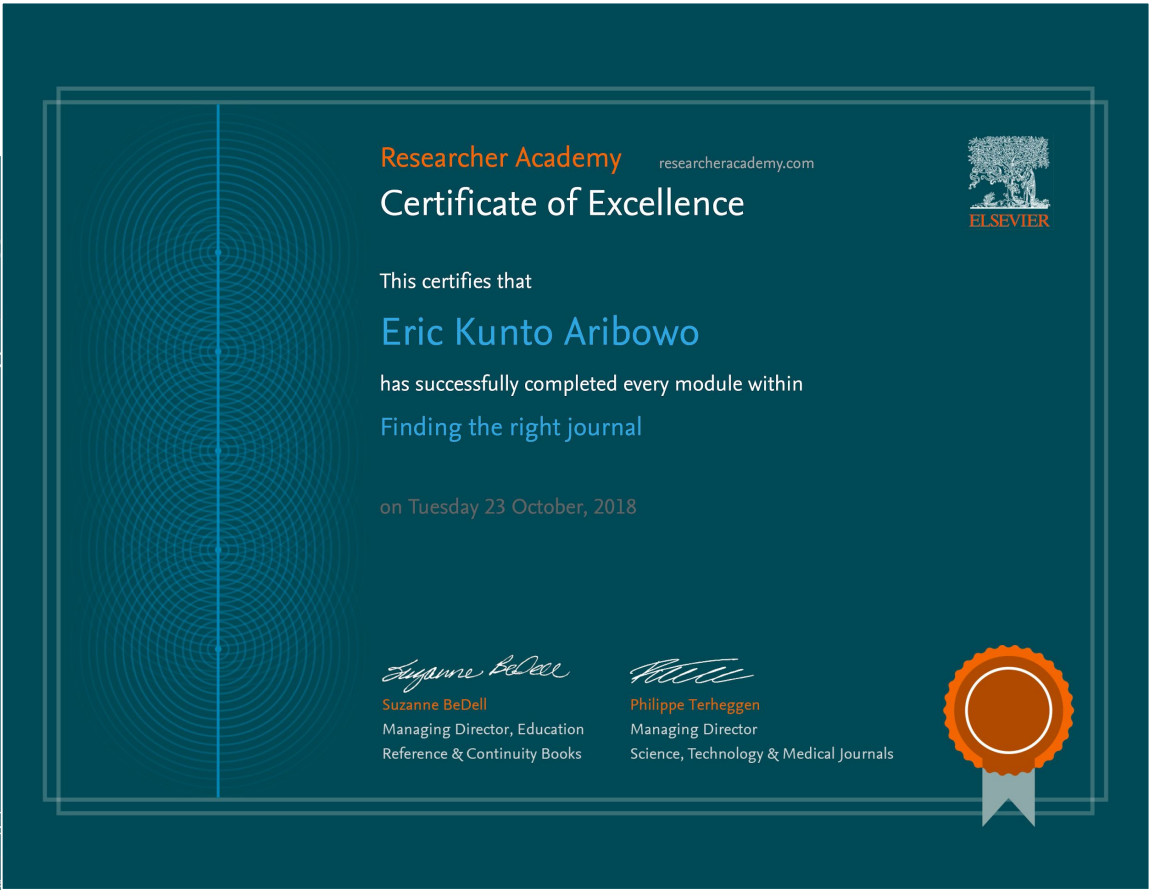 Researcher Academy researcheracademy.com
Certificate of Excellence
ELSEVIER
This certifies that
Eric Kunto Aribowo
has successfully completed every module within
Finding the right journal
on Tuesday 23 October, 2018
Suzanne BeDell
Suzanne BeDell
Managing Director, Education
Reference & Continuity Books
Philippe Terheggen
Managing Director
Science, Technology & Medical Journals